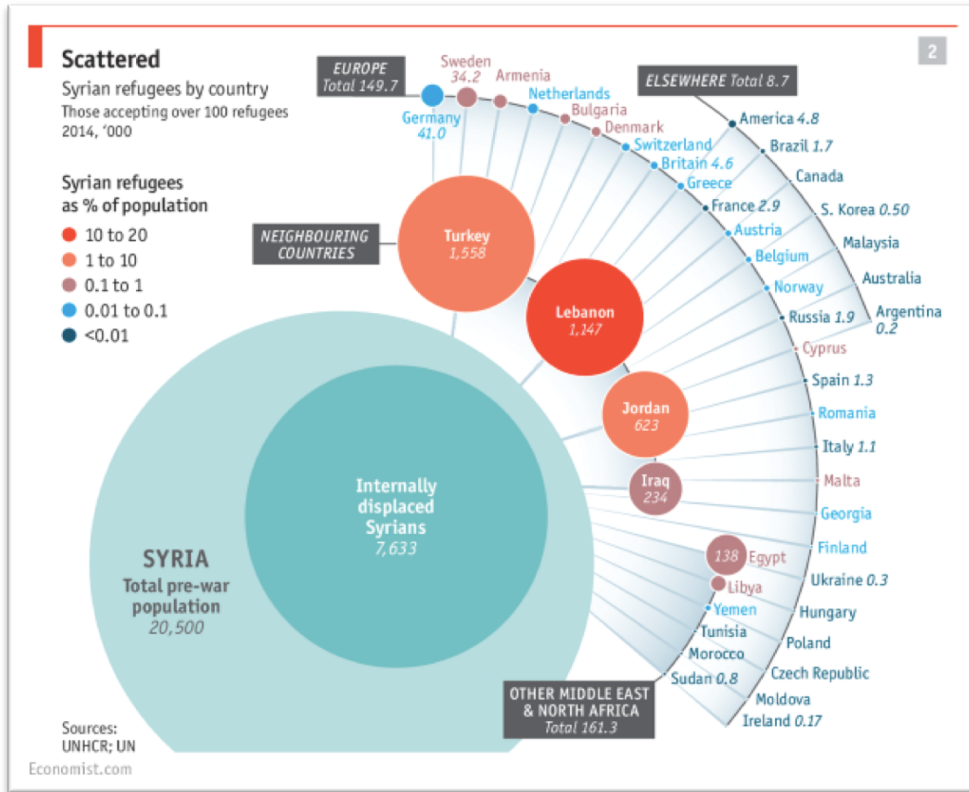 Scattered
Syrian refugees by country
Those accepting over 100 refugees
2014, '000
2
Syrian refugees
as % of population
10 to 20
1 to 10
0.1 to 1
0.01 to 0.1
<0.01
EUROPE
Total 149.7
Germany
41.0
Sweden
34.2
Armenia
Netherlands
Bulgaria
Denmark
Switzerland
Britain 4.6
Greece
France 2.9
Austria
Belgium
Norway
Russia 1.9
Cyprus
Spain 1.3
Romania
Italy 1.1
Malta
Georgia
Finland
Ukraine 0.3
Hungary
Poland
Czech Republic
Moldova
Ireland 0.17
ELSEWHERE Total 8.7
America 4.8
Brazil 1.7
Canada
S. Korea 0.50
Malaysia
Australia
Argentina
0.2
NEIGHBOURING
COUNTRIES
Turkey
1,558
Lebanon
1,147
Jordan
623
Iraq
234
138 Egypt
Libya
Yemen
Tunisia
Morocco
Sudan 0.8
OTHER MIDDLE EAST
& NORTH AFRICA
Total 161.3
Internally
displaced
Syrians
7,633
SYRIA
Total pre-war
population
20,500
Sources:
UNHCR; UN
Economist.com